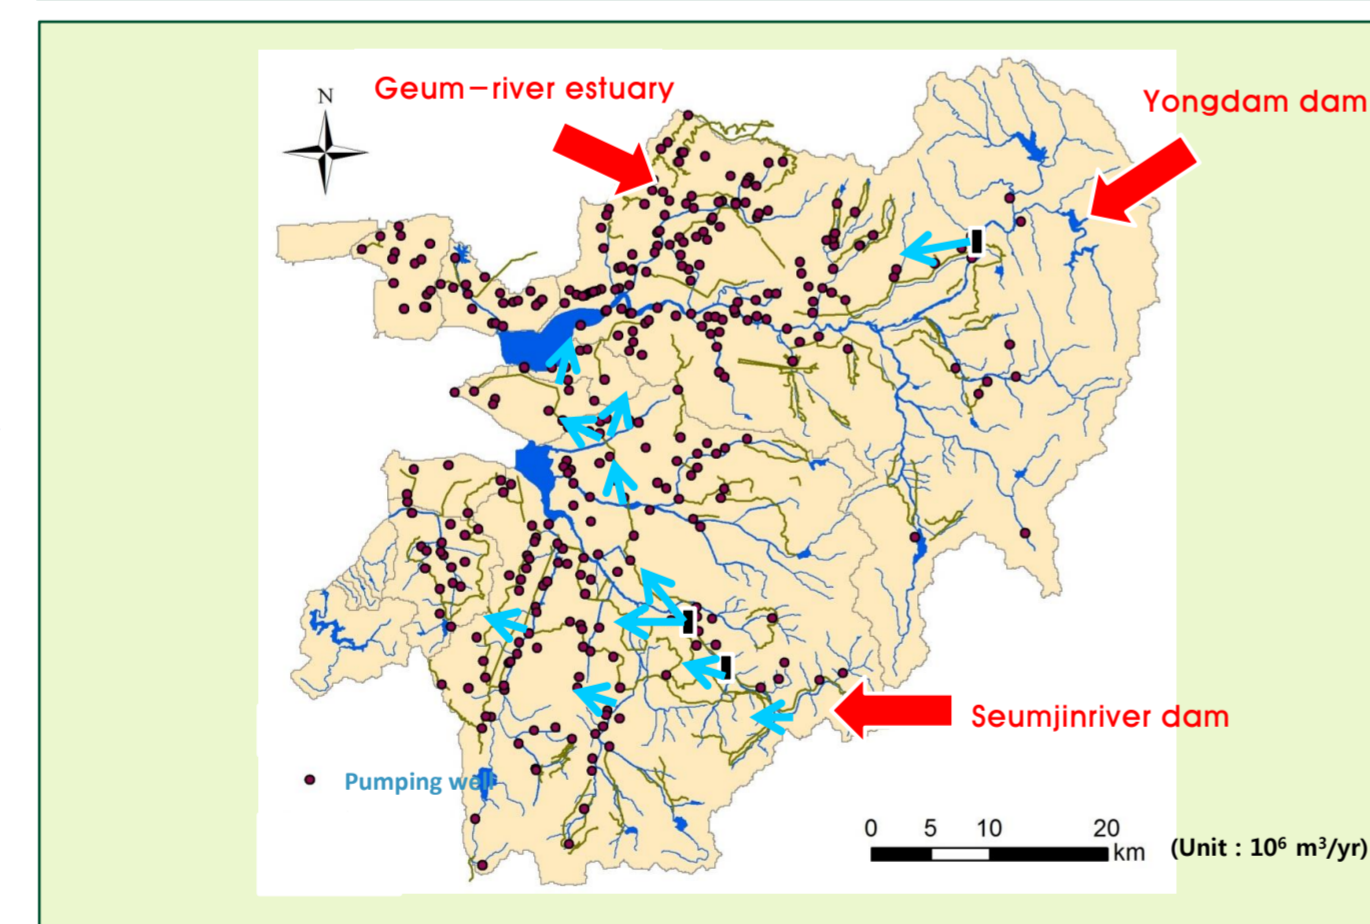 Geum-river estuary
Yongdam dam
N
Seumjinriver dam
Pumping well
0 5 10 20
km
(Unit : 10⁶ m³/yr)